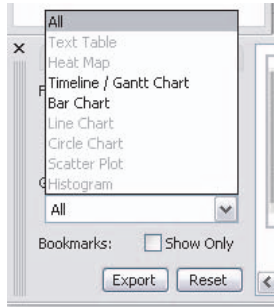 All
Text Table
Heat Map
Timeline / Gantt Chart
Bar Chart
Line Chart
Circle Chart
Scatter Plot
Histogram
All
Bookmarks: Show Only
Export Reset